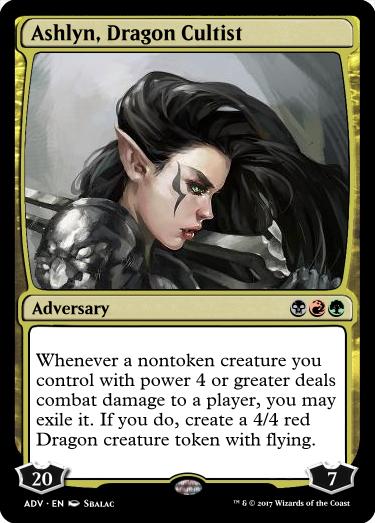 Ashlyn, Dragon Cultist
Adversary
Whenever a nontoken creature you
control with power 4 or greater deals
combat damage to a player, you may
exile it. If you do, create a 4/4 red
Dragon creature token with flying.
20
7
ADV • EN Sbalac
™ & © 2017 Wizards of the Coast